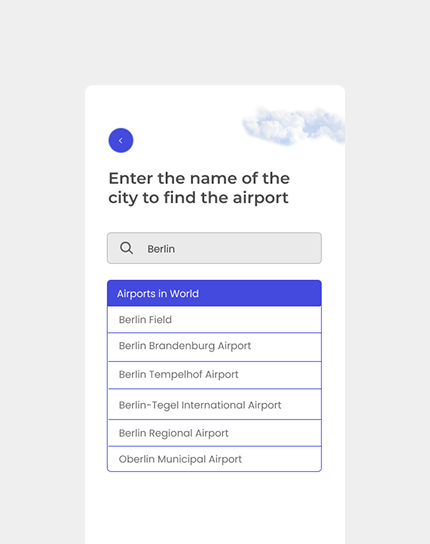 Enter the name of the
city to find the airport
Berlin
Airports in World
Berlin Field
Berlin Brandenburg Airport
Berlin Tempelhof Airport
Berlin-Tegel International Airport
Berlin Regional Airport
Oberlin Municipal Airport